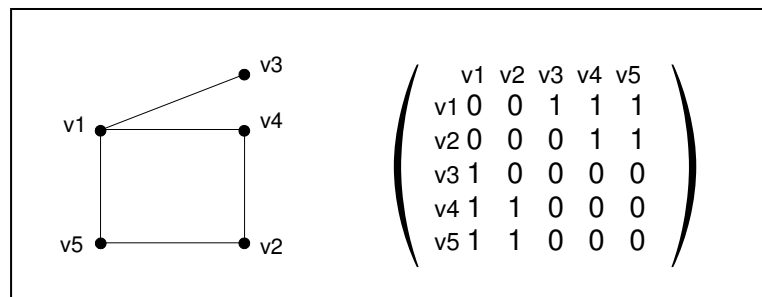 v3
v1
v4
v5
v2
v1 v2 v3 v4 v5
v1 0 0 1 1 1
v2 0 0 0 1 1
v3 1 0 0 0 0
v4 1 1 0 0 0
v5 1 1 0 0 0